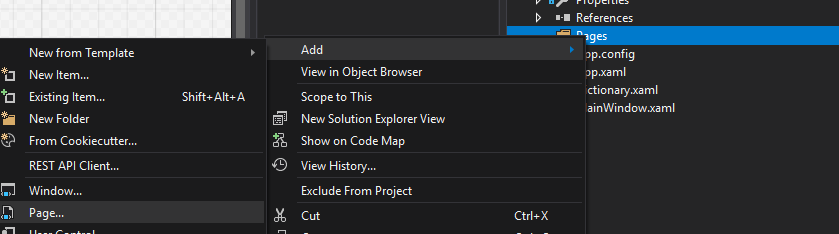 Properties
References
Pages
pp.config
pp.xaml
ctionary.xaml
ainWindow.xaml
New from Template
New Item...
Existing Item... Shift+Alt+A
New Folder
From Cookiecutter...
REST API Client...
Window...
Page...
Add
View in Object Browser
Scope to This
New Solution Explorer View
Show on Code Map
View History...
Exclude From Project
Cut Ctrl+X